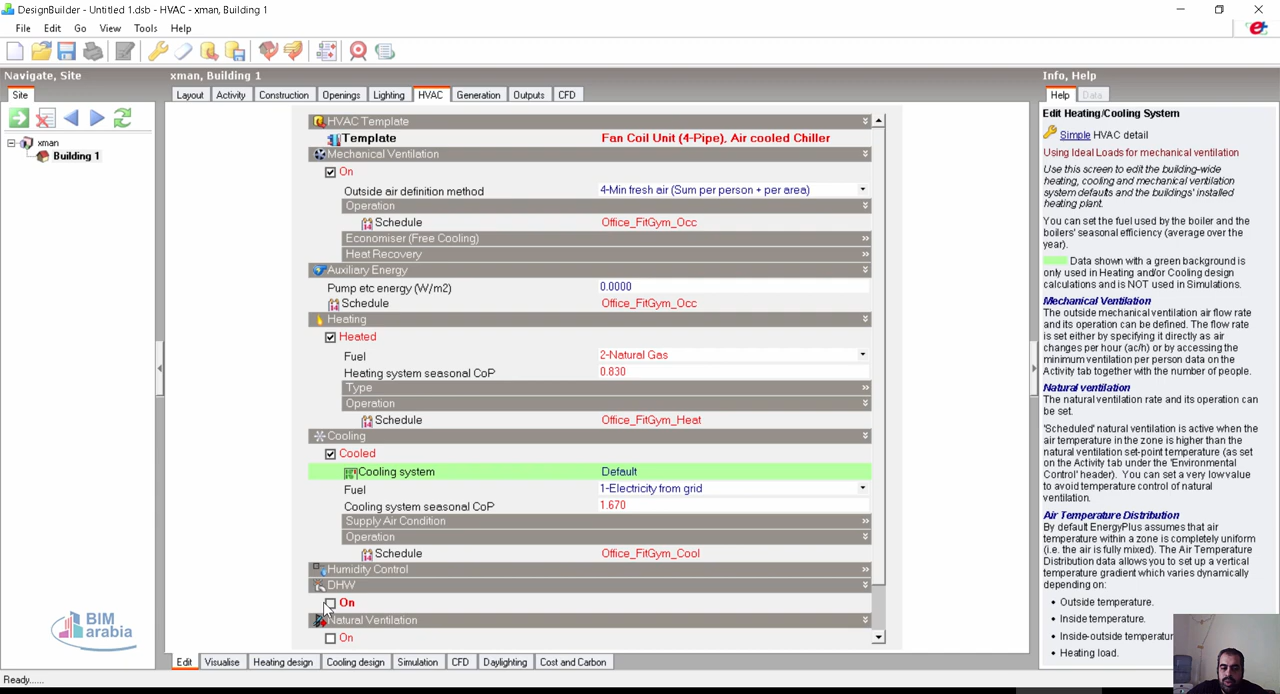 DesignBuilder - Untitled 1.dsb - HVAC - xman, Building 1
File Edit Go View Tools Help
Navigate, Site
xman, Building 1
Info, Help
Site
Layout Activity Construction Openings Lighting HVAC Generation Outputs CFD
Help Data
xman
Building 1
HVAC Template
Template Fan Coil Unit (4-Pipe), Air cooled Chiller
Mechanical Ventilation
On
Outside air definition method 4-Min fresh air (Sum per person + per area)
Operation
Schedule Office_FitGym_Occ
Economiser (Free Cooling)
Heat Recovery
Auxiliary Energy
Pump etc energy (W/m2) 0.0000
Schedule Office_FitGym_Occ
Heating
Heated
Fuel 2-Natural Gas
Heating system seasonal CoP 0.830
Type
Operation
Schedule Office_FitGym_Heat
Cooling
Cooled
Cooling system Default
Fuel 1-Electricity from grid
Cooling system seasonal CoP 1.670
Supply Air Condition
Operation
Schedule Office_FitGym_Cool
Humidity Control
DHW
On
Natural Ventilation
On
Edit Visualise Heating design Cooling design Simulation CFD Daylighting Cost and Carbon
Edit Heating/Cooling System
Simple HVAC detail
Using Ideal Loads for mechanical ventilation
Use this screen to edit the building-wide
heating, cooling and mechanical ventilation
system defaults and the buildings' installed
heating plant.
You can set the fuel used by the boiler and the
boilers' seasonal efficiency (average over the
year).
Data shown with a green background is
only used in Heating and/or Cooling design
calculations and is NOT used in Simulations.
Mechanical Ventilation
The outside mechanical ventilation air flow rate
and its operation can be defined. The flow rate
is set either by specifying it directly as air
changes per hour (ac/h) or by accessing the
minimum ventilation per person data on the
Activity tab together with the number of people.
Natural ventilation
The natural ventilation rate and its operation can
be set.
'Scheduled' natural ventilation is active when the
air temperature in the zone is higher than the
natural ventilation set-point temperature (as set
on the Activity tab under the 'Environmental
Control' header). You can set a very low value
to avoid temperature control of natural
ventilation.
Air Temperature Distribution
By default EnergyPlus assumes that air
temperature within a zone is completely uniform
(i.e. the air is fully mixed). The Air Temperature
Distribution data allows you to set up a vertical
temperature gradient which varies dynamically
depending on:
• Outside temperature.
• Inside temperature.
• Inside-outside temperatur
• Heating load.
BIM
arabia
Ready......